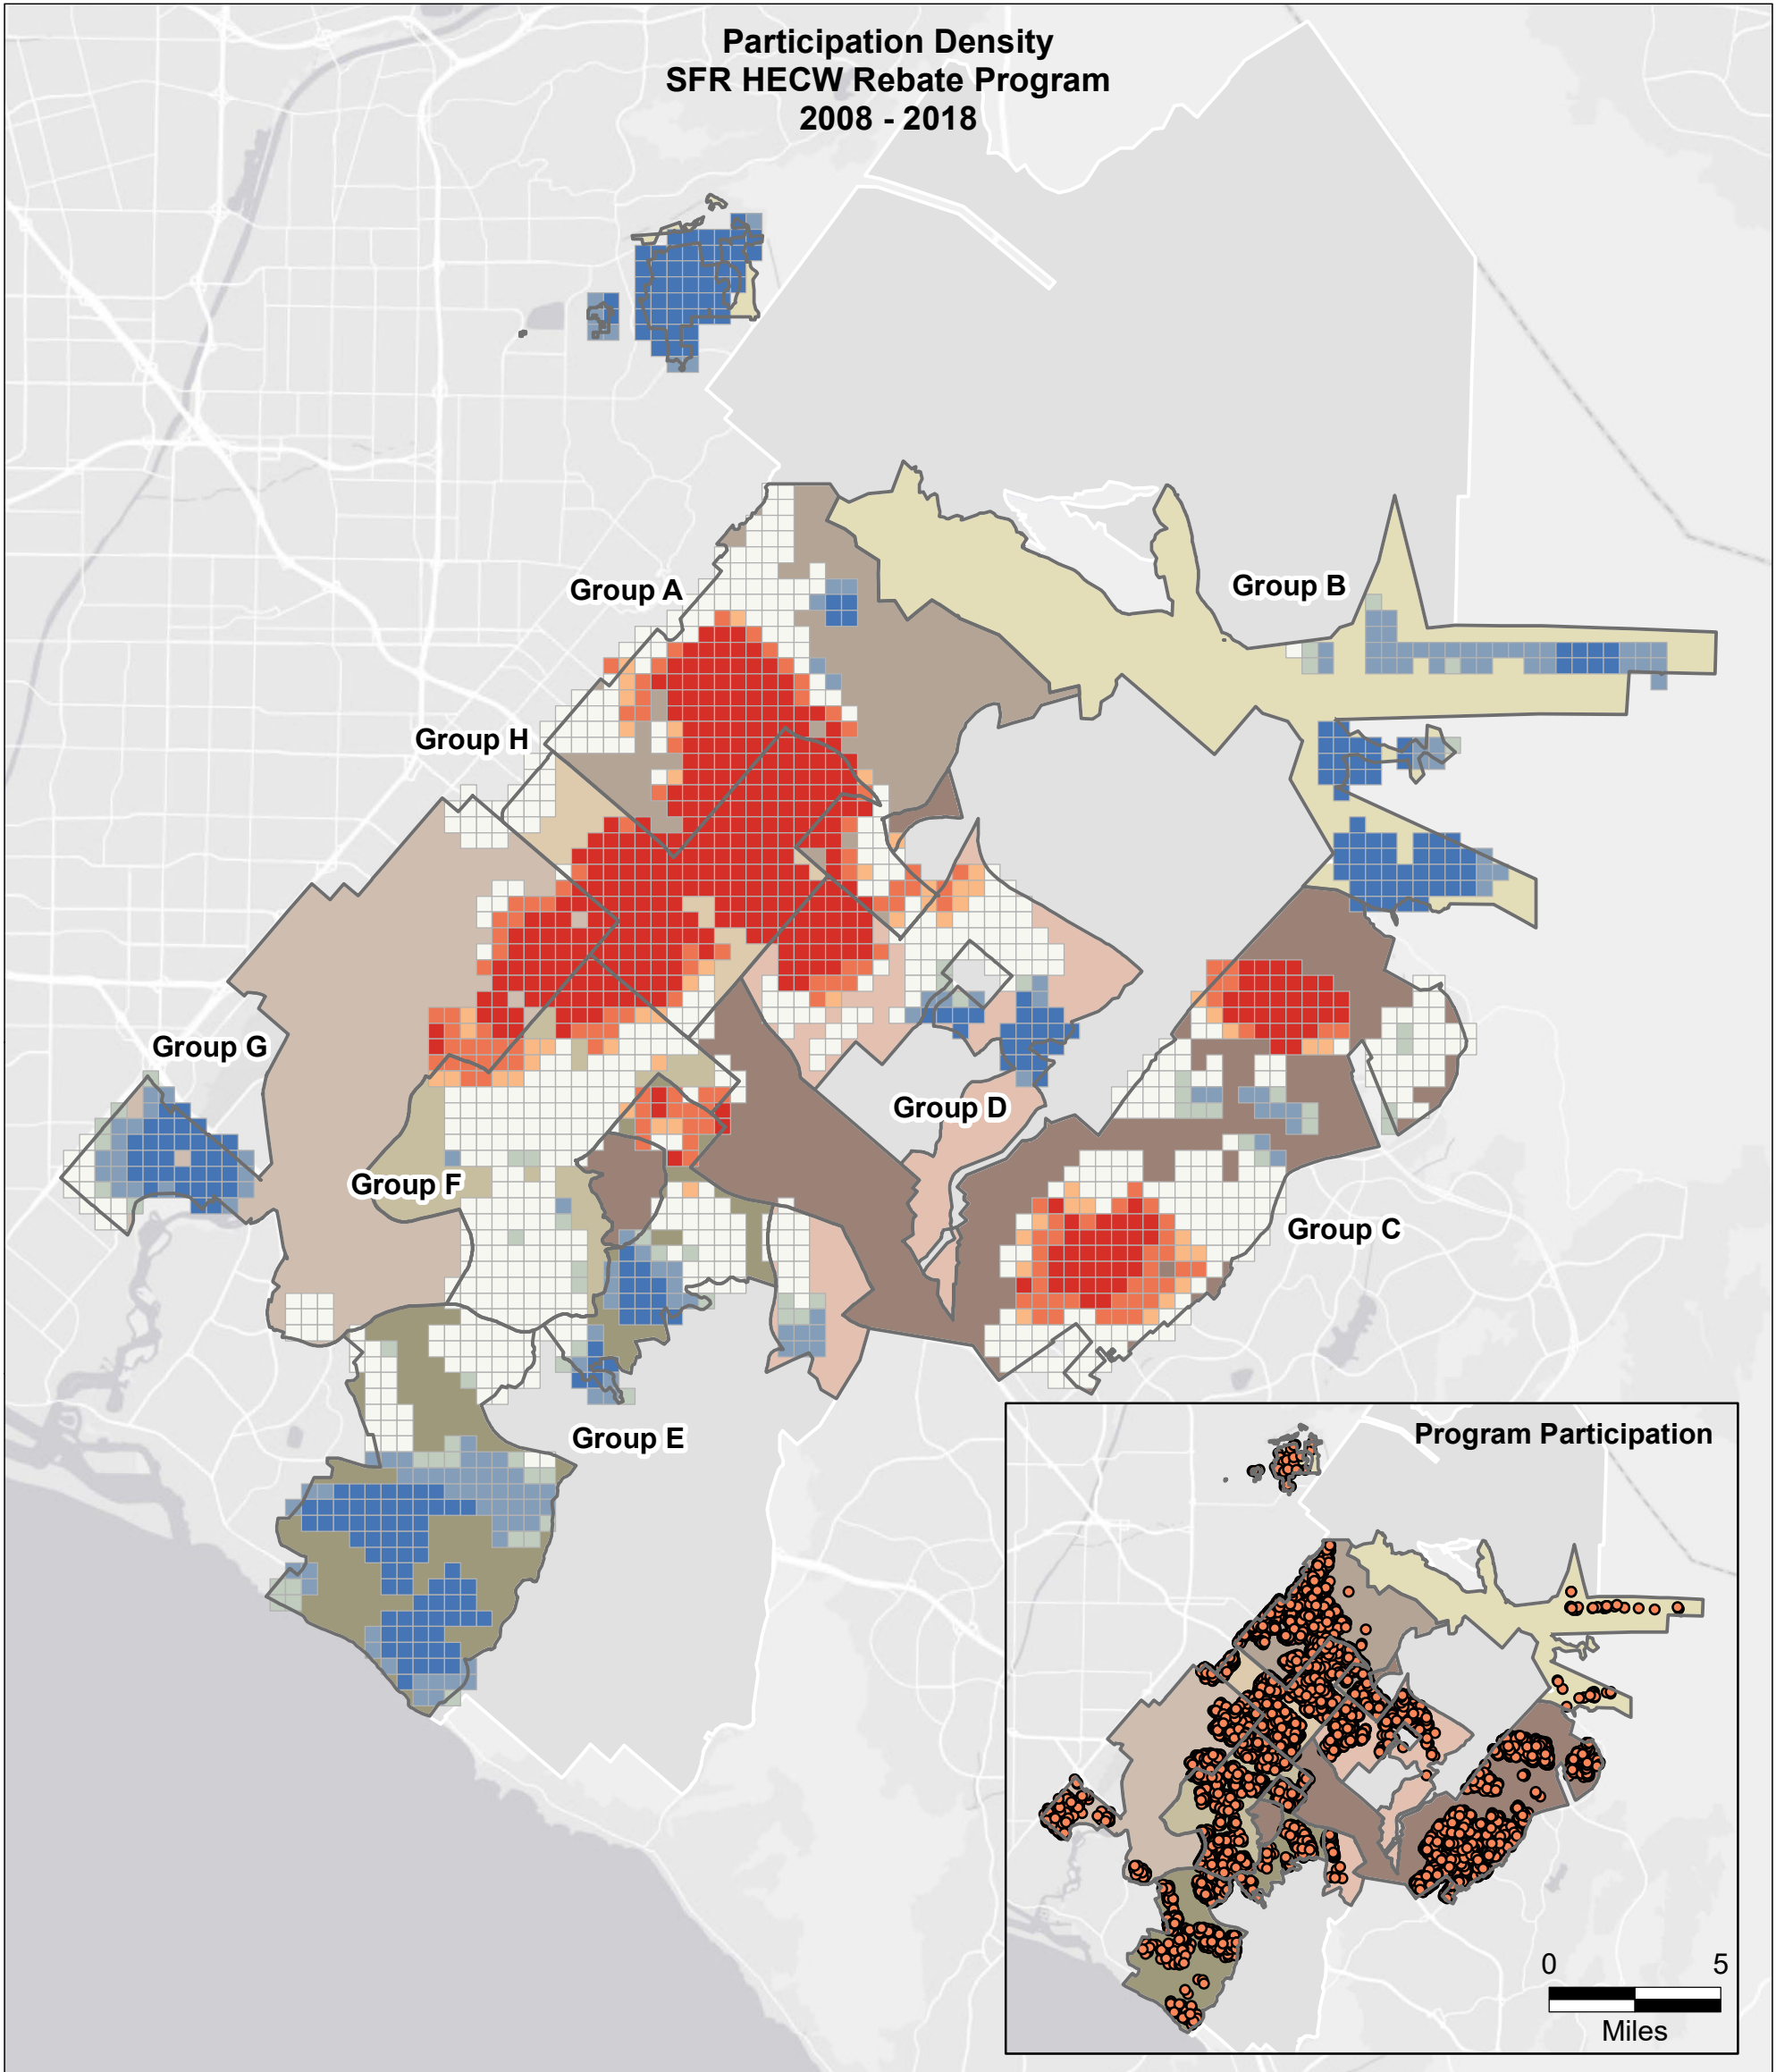 Participation Density
SFR HECW Rebate Program
2008 - 2018
Group A
Group B
Group H
Group G
Group D
Group F
Group C
Group E
Program Participation
0 5
Miles